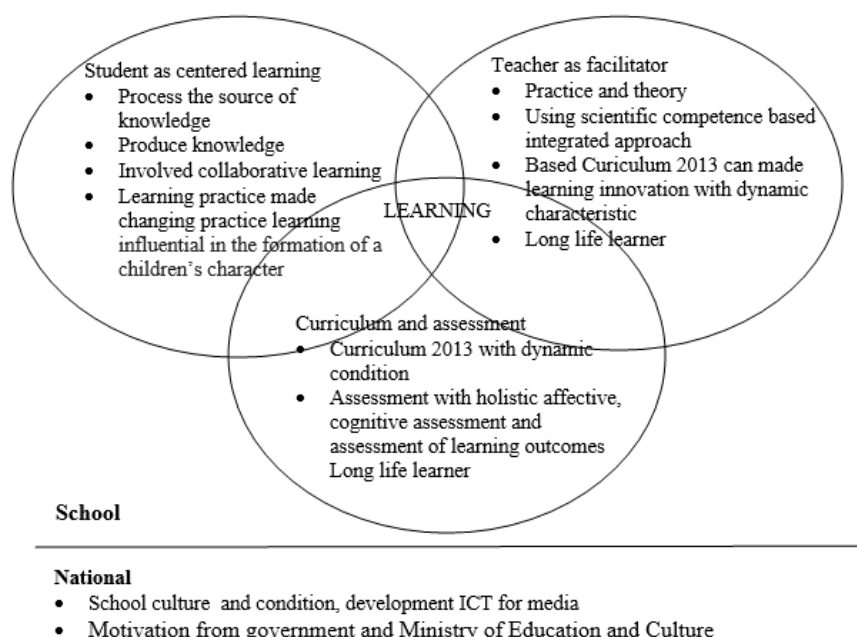 Student as centered learning
• Process the source of
knowledge
• Produce knowledge
• Involved collaborative learning
• Learning practice made
changing practice learning
influential in the formation of a
children's character
Teacher as facilitator
• Practice and theory
• Using scientific competence based
integrated approach
• Based Curiculum 2013 can made
learning innovation with dynamic
characteristic
• Long life learner
LEARNING
Curriculum and assessment
• Curriculum 2013 with dynamic
condition
• Assessment with holistic affective,
cognitive assessment and
assessment of learning outcomes
Long life learner
School
National
• School culture and condition, development ICT for media
• Motivation from government and Ministry of Education and Culture